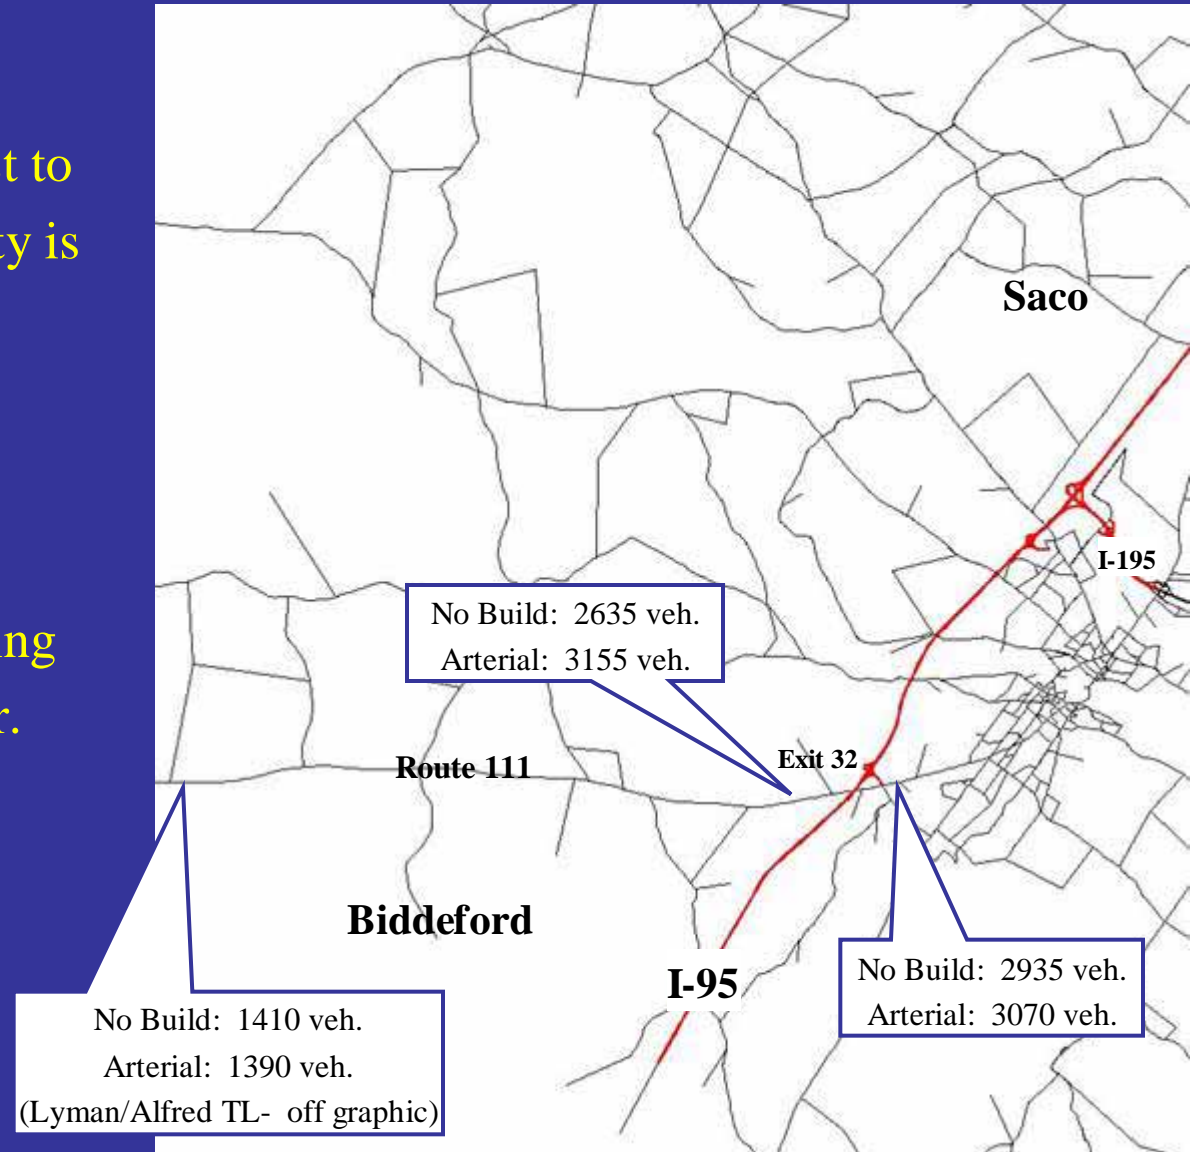 t to
ty is
ing
r.
Saco
I-195
No Build: 2635 veh.
Arterial: 3155 veh.
Exit 32
Route 111
Biddeford
I-95
No Build: 2935 veh.
Arterial: 3070 veh.
No Build: 1410 veh.
Arterial: 1390 veh.
(Lyman/Alfred TL- off graphic)